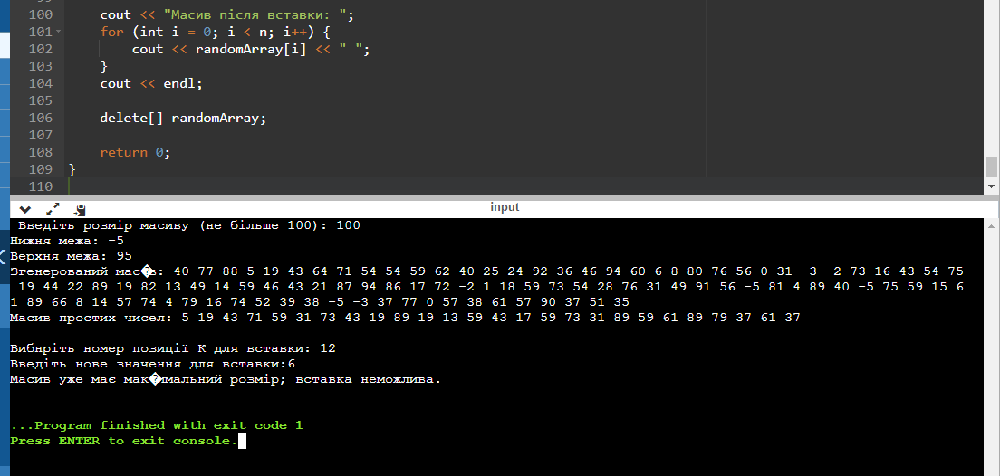 100 cout << "Масив після вставки: ";
101 for (int i = 0; i < n; i++) {
102 cout << randomArray[i] << " ";
103 }
104 cout << endl;
105
106 delete[] randomArray;
107
108 return 0;
109 }
110
input
Введіть розмір масиву (не більше 100): 100
Нижня межа: -5
Верхня межа: 95
Згенерований мас�в: 40 77 88 5 19 43 64 71 54 54 59 62 40 25 24 92 36 46 94 60 6 8 80 76 56 0 31 -3 -2 73 16 43 54 75
19 44 22 89 19 82 13 49 14 59 46 43 21 87 94 86 17 72 -2 1 18 59 73 54 28 76 31 49 91 56 -5 81 4 89 40 -5 75 59 15 6
1 89 66 8 14 57 74 4 79 16 74 52 39 38 -5 -3 37 77 0 57 38 61 57 90 37 51 35
Масив простих чисел: 5 19 43 71 59 31 73 43 19 89 19 13 59 43 17 59 73 31 89 59 61 89 79 37 61 37
Вибнріть номер позиції К для вставки: 12
Введіть нове значення для вставки:6
Масив уже має мак�имальний розмір; вставка неможлива.
...Program finished with exit code 1
Press ENTER to exit console.